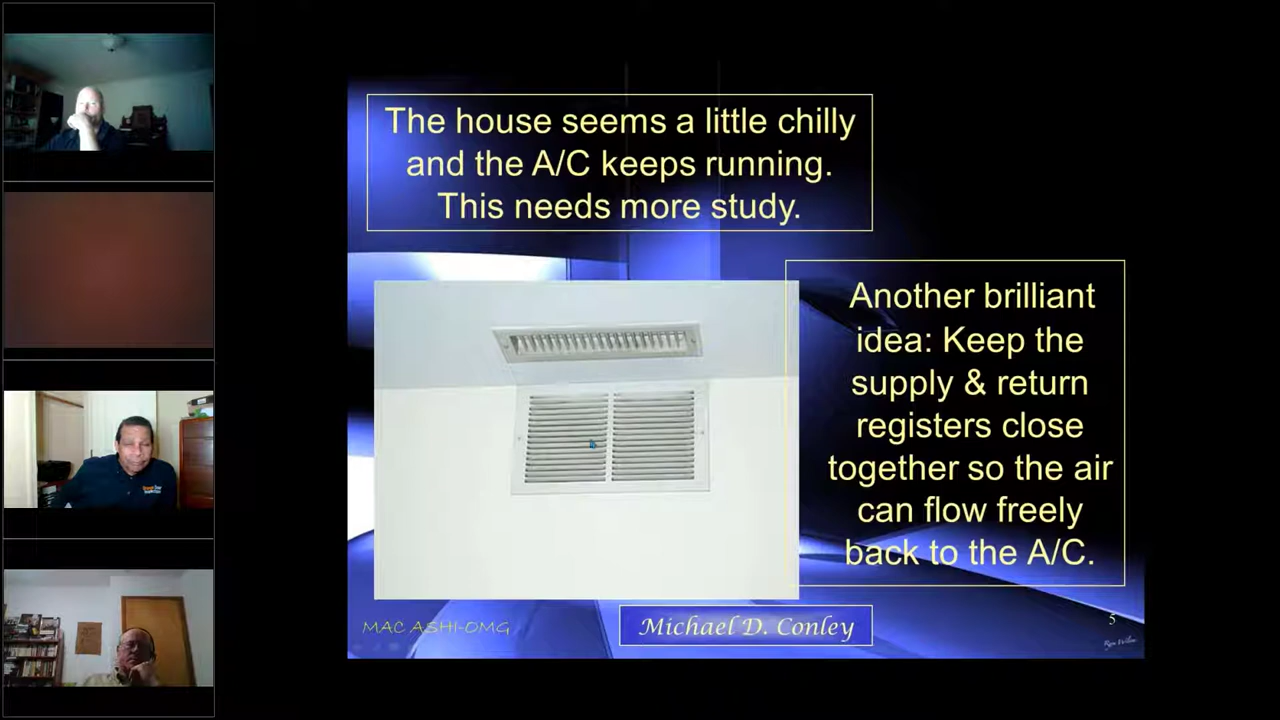 The house seems a little chilly
and the A/C keeps running.
This needs more study.
Another brilliant
idea: Keep the
supply & return
registers close
together so the air
can flow freely
back to the A/C.
MAC ASHI-OMG
Michael D. Conley
5